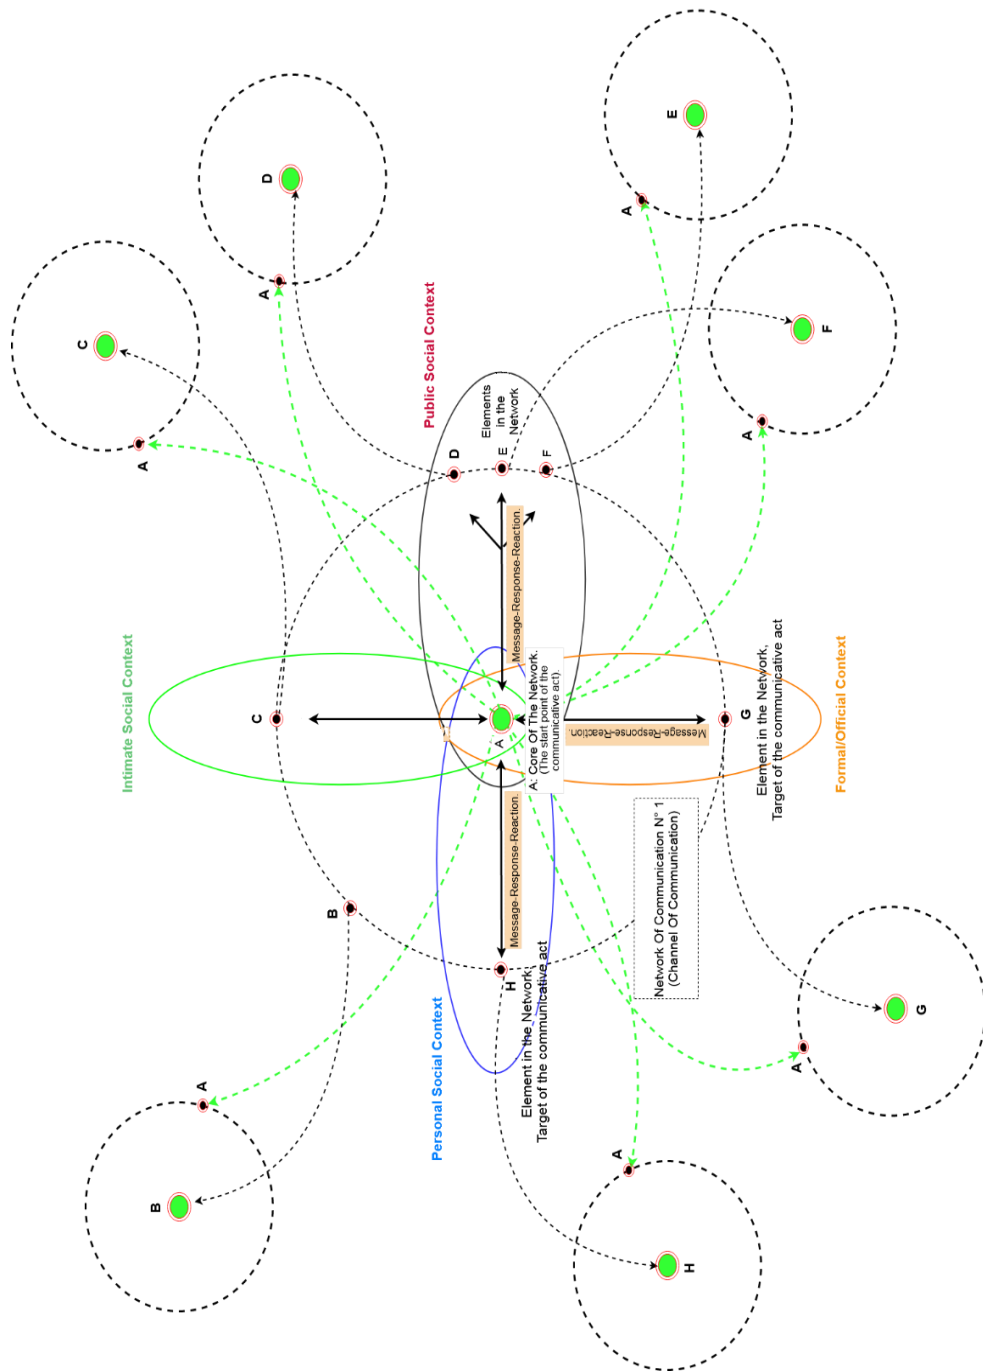 C
Intimate Social Context
A
B
A
D
C
A
B
Personal Social Context
Public Social Context
D
Elements
in the
Network
H
A
E
Message-Response-Reaction.
Message-Response-Reaction.
Element in the Network,
Target of the communicative act
A: Core Of The Network.
(The start point of the
communicative act).
F
A
A
Message-Response-Reaction.
E
Network Of Communication N° 1
(Channel Of Communication)
H
G
A
Element in the Network,
Target of the communicative act
A
F
Formal/Official Context
G